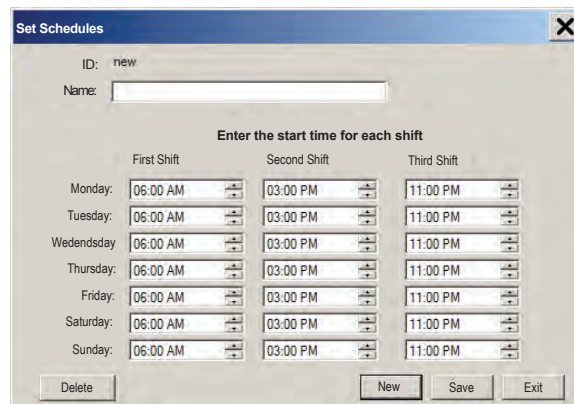 Set Schedules
ID: new
Name:
Enter the start time for each shift
First Shift Second Shift Third Shift
Monday: 06:00 AM 03:00 PM 11:00 PM
Tuesday: 06:00 AM 03:00 PM 11:00 PM
Wedendsday 06:00 AM 03:00 PM 11:00 PM
Thursday: 06:00 AM 03:00 PM 11:00 PM
Friday: 06:00 AM 03:00 PM 11:00 PM
Saturday: 06:00 AM 03:00 PM 11:00 PM
Sunday: 06:00 AM 03:00 PM 11:00 PM
Delete New Save Exit